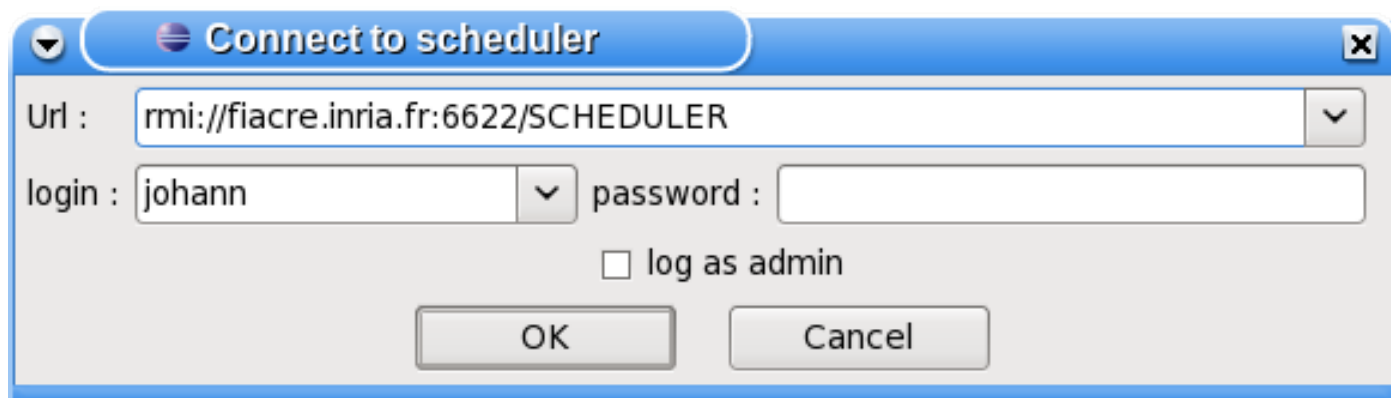 Connect to scheduler
Url : rmi://fiacre.inria.fr:6622/SCHEDULER
login : johann password :
log as admin
OK Cancel